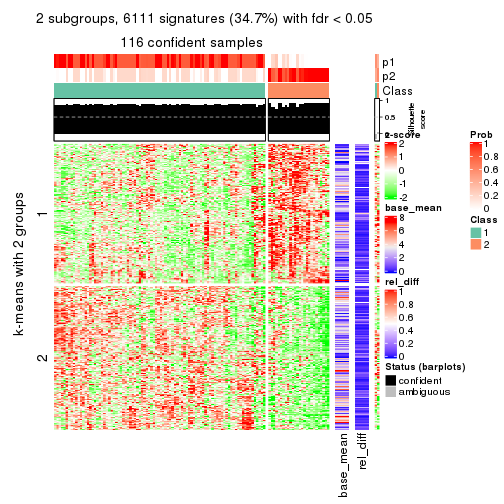 2 subgroups, 6111 signatures (34.7%) with fdr < 0.05
116 confident samples
p1
p2
Class
1
0.5
0
Silhouette
score
k-means with 2 groups
1
2
base_mean
rel_diff
z-score
2
1
0
-1
-2
base_mean
8
6
4
2
0
rel_diff
1
0.8
0.6
0.4
0.2
0
Status (barplots)
confident
ambiguous
Prob
1
0.8
0.6
0.4
0.2
0
Class
1
2